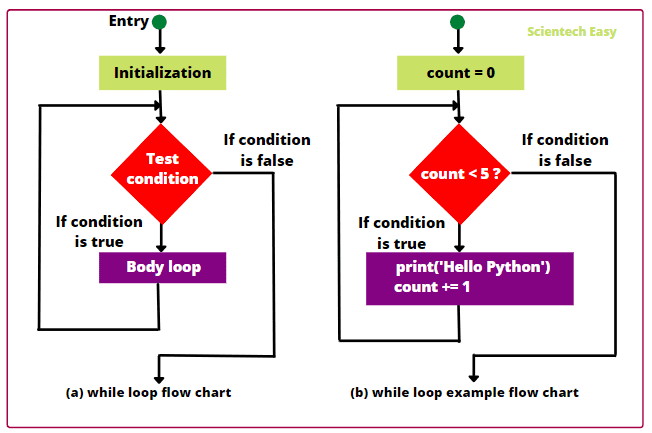 Entry
Initialization
Test
condition
If condition
is false
If condition
is true
Body loop
(a) while loop flow chart
Scientech Easy
count = 0
count < 5 ?
If condition
is false
If condition
is true
print('Hello Python')
count += 1
(b) while loop example flow chart